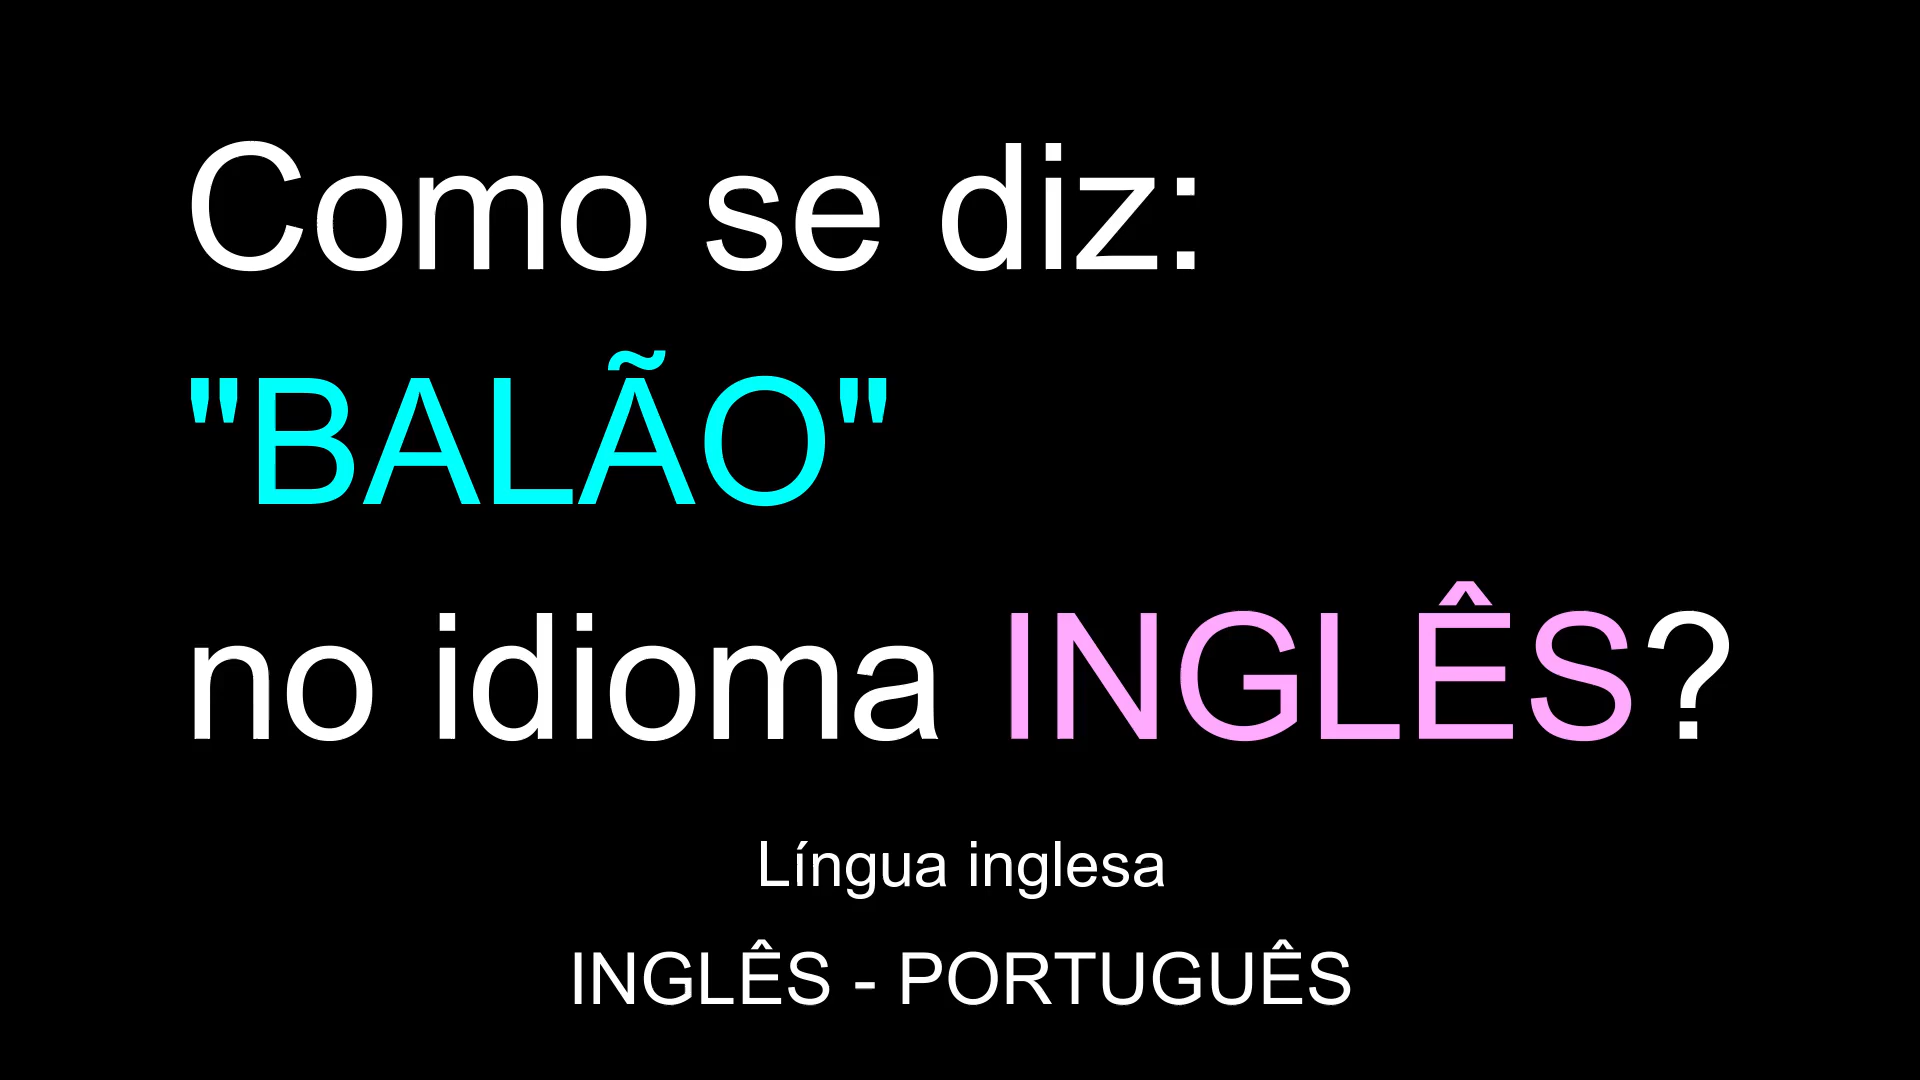 Como se diz:
"BALÃO"
no idioma INGLÊS?
Língua inglesa
INGLÊS - PORTUGUÊS